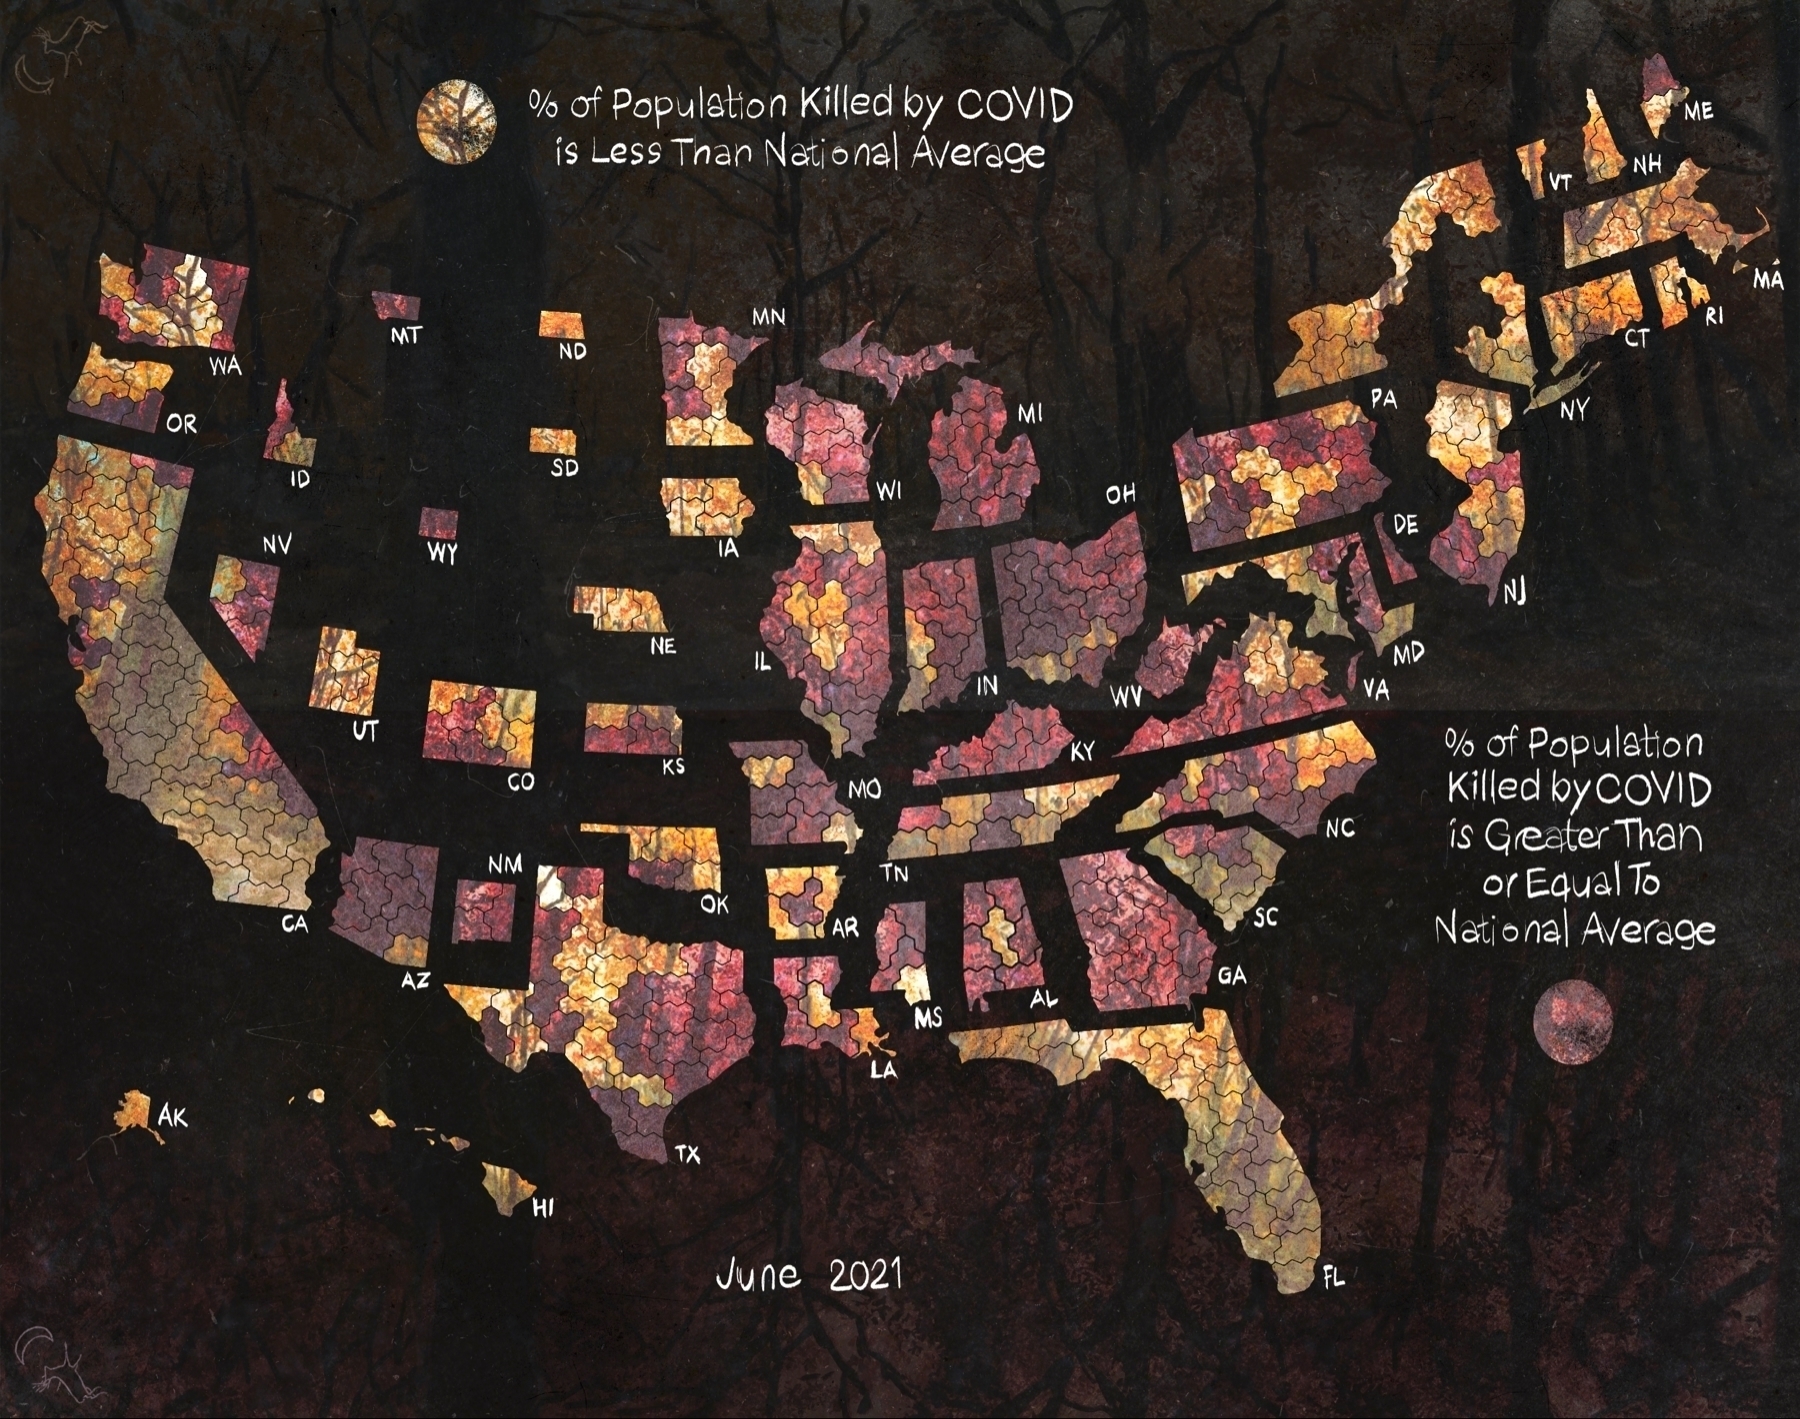 % of Population Killed by COVID
is Less Than National Average
ME
NH
VT
MA
RI
CT
NY
PA
WA
MT
ND
MN
OR
ID
SD
WI
MI
OH
DE
NJ
NV
WY
IA
NE
IL
IN
WV
MD
VA
UT
CO
KS
MO
KY
% of Population
Killed by COVID
is Greater Than
or Equal To
National Average
NC
TN
CA
NM
AZ
OK
AR
SC
GA
AL
MS
LA
TX
AK
HI
FL
June 2021